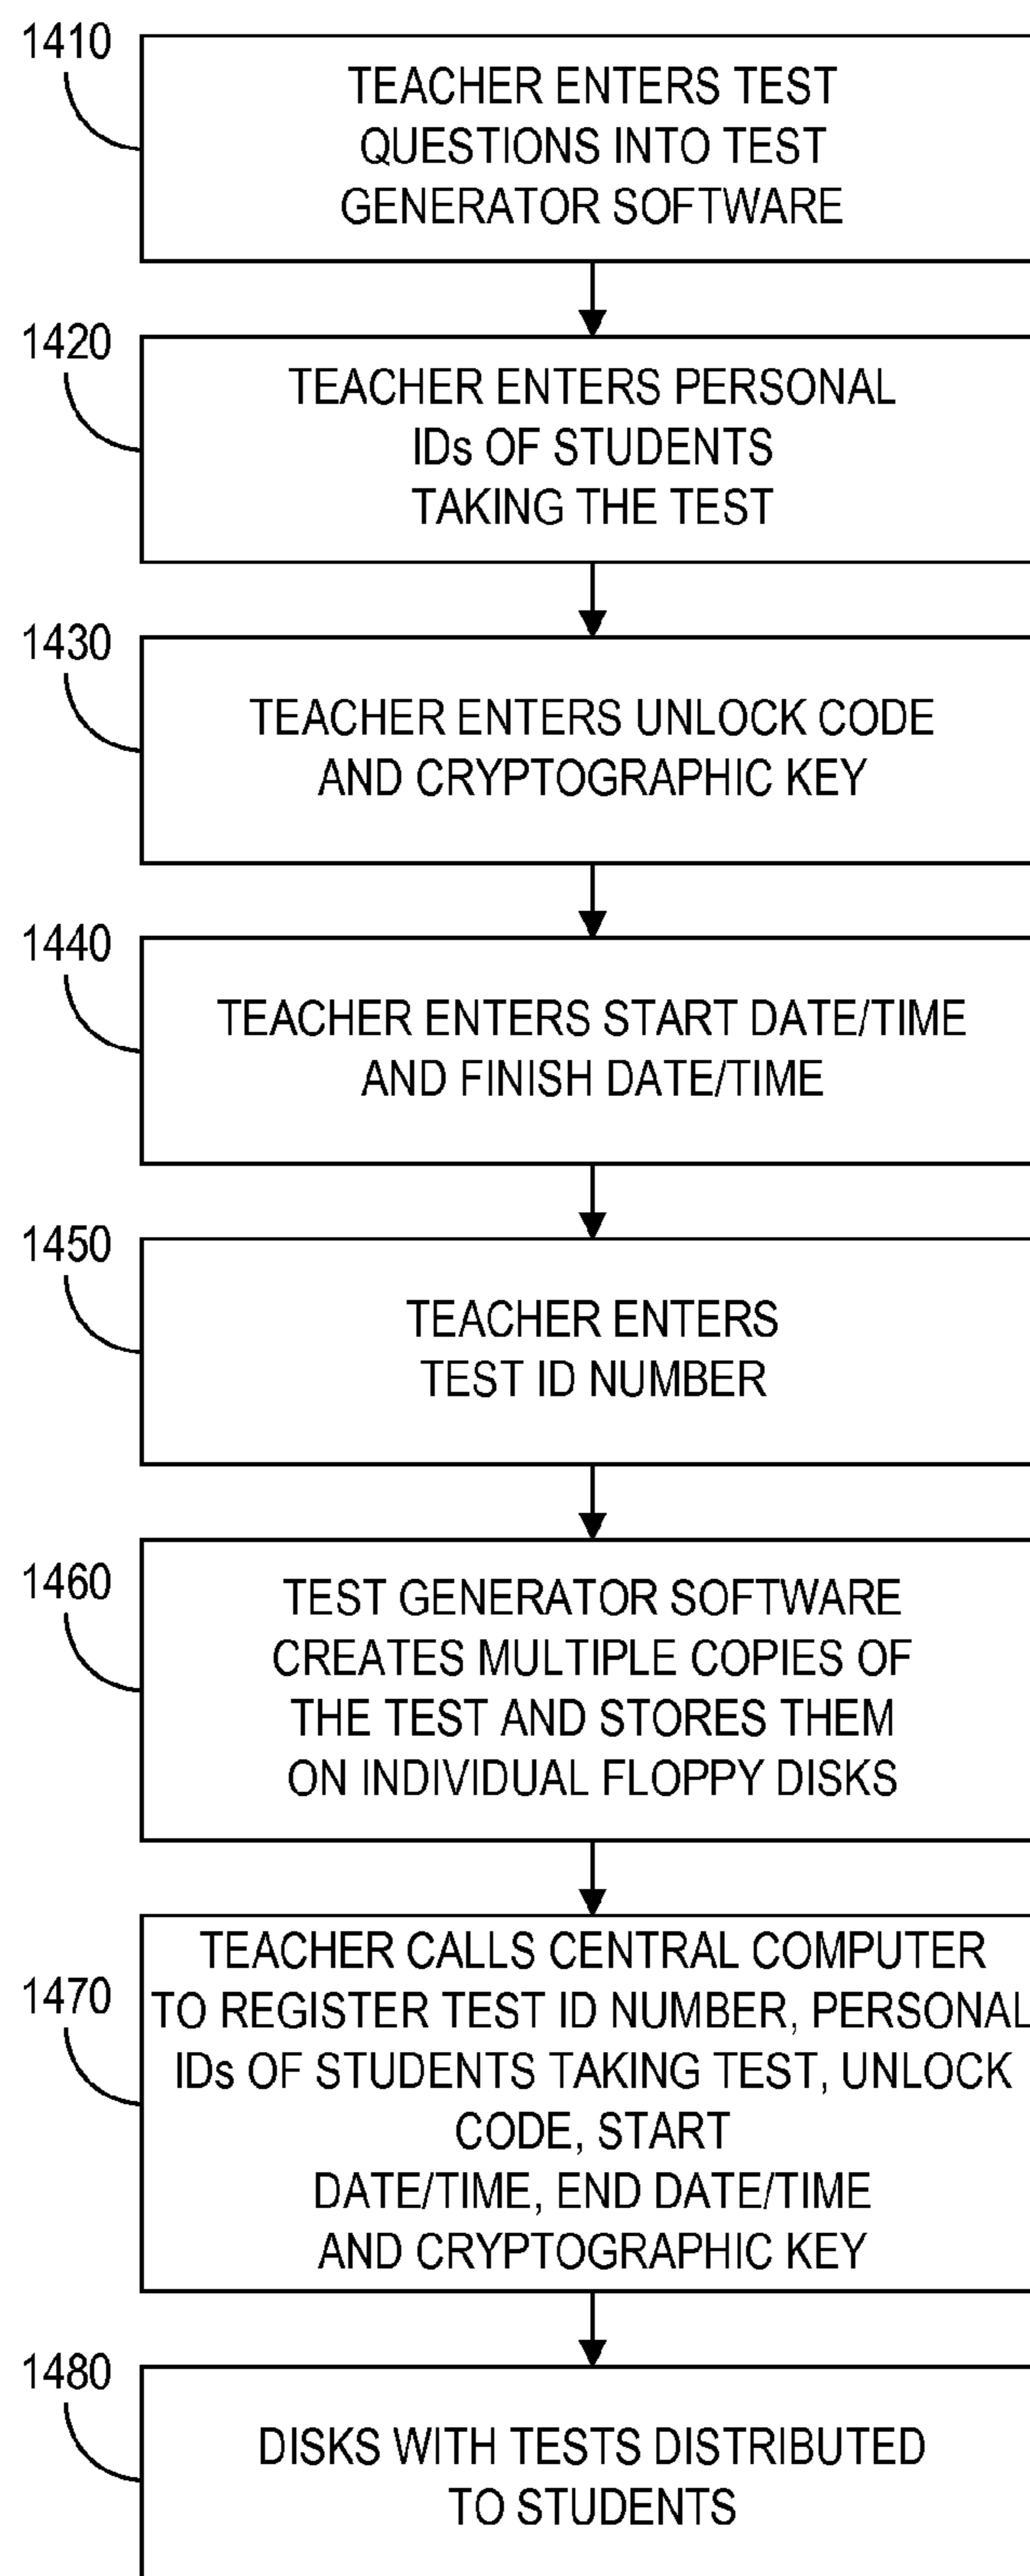 1410
TEACHER ENTERS TEST
QUESTIONS INTO TEST
GENERATOR SOFTWARE
1420
TEACHER ENTERS PERSONAL
IDs OF STUDENTS
TAKING THE TEST
1430
TEACHER ENTERS UNLOCK CODE
AND CRYPTOGRAPHIC KEY
1440
TEACHER ENTERS START DATE/TIME
AND FINISH DATE/TIME
1450
TEACHER ENTERS
TEST ID NUMBER
1460
TEST GENERATOR SOFTWARE
CREATES MULTIPLE COPIES OF
THE TEST AND STORES THEM
ON INDIVIDUAL FLOPPY DISKS
1470
TEACHER CALLS CENTRAL COMPUTER
TO REGISTER TEST ID NUMBER, PERSONAL
IDs OF STUDENTS TAKING TEST, UNLOCK
CODE, START
DATE/TIME, END DATE/TIME
AND CRYPTOGRAPHIC KEY
1480
DISKS WITH TESTS DISTRIBUTED
TO STUDENTS